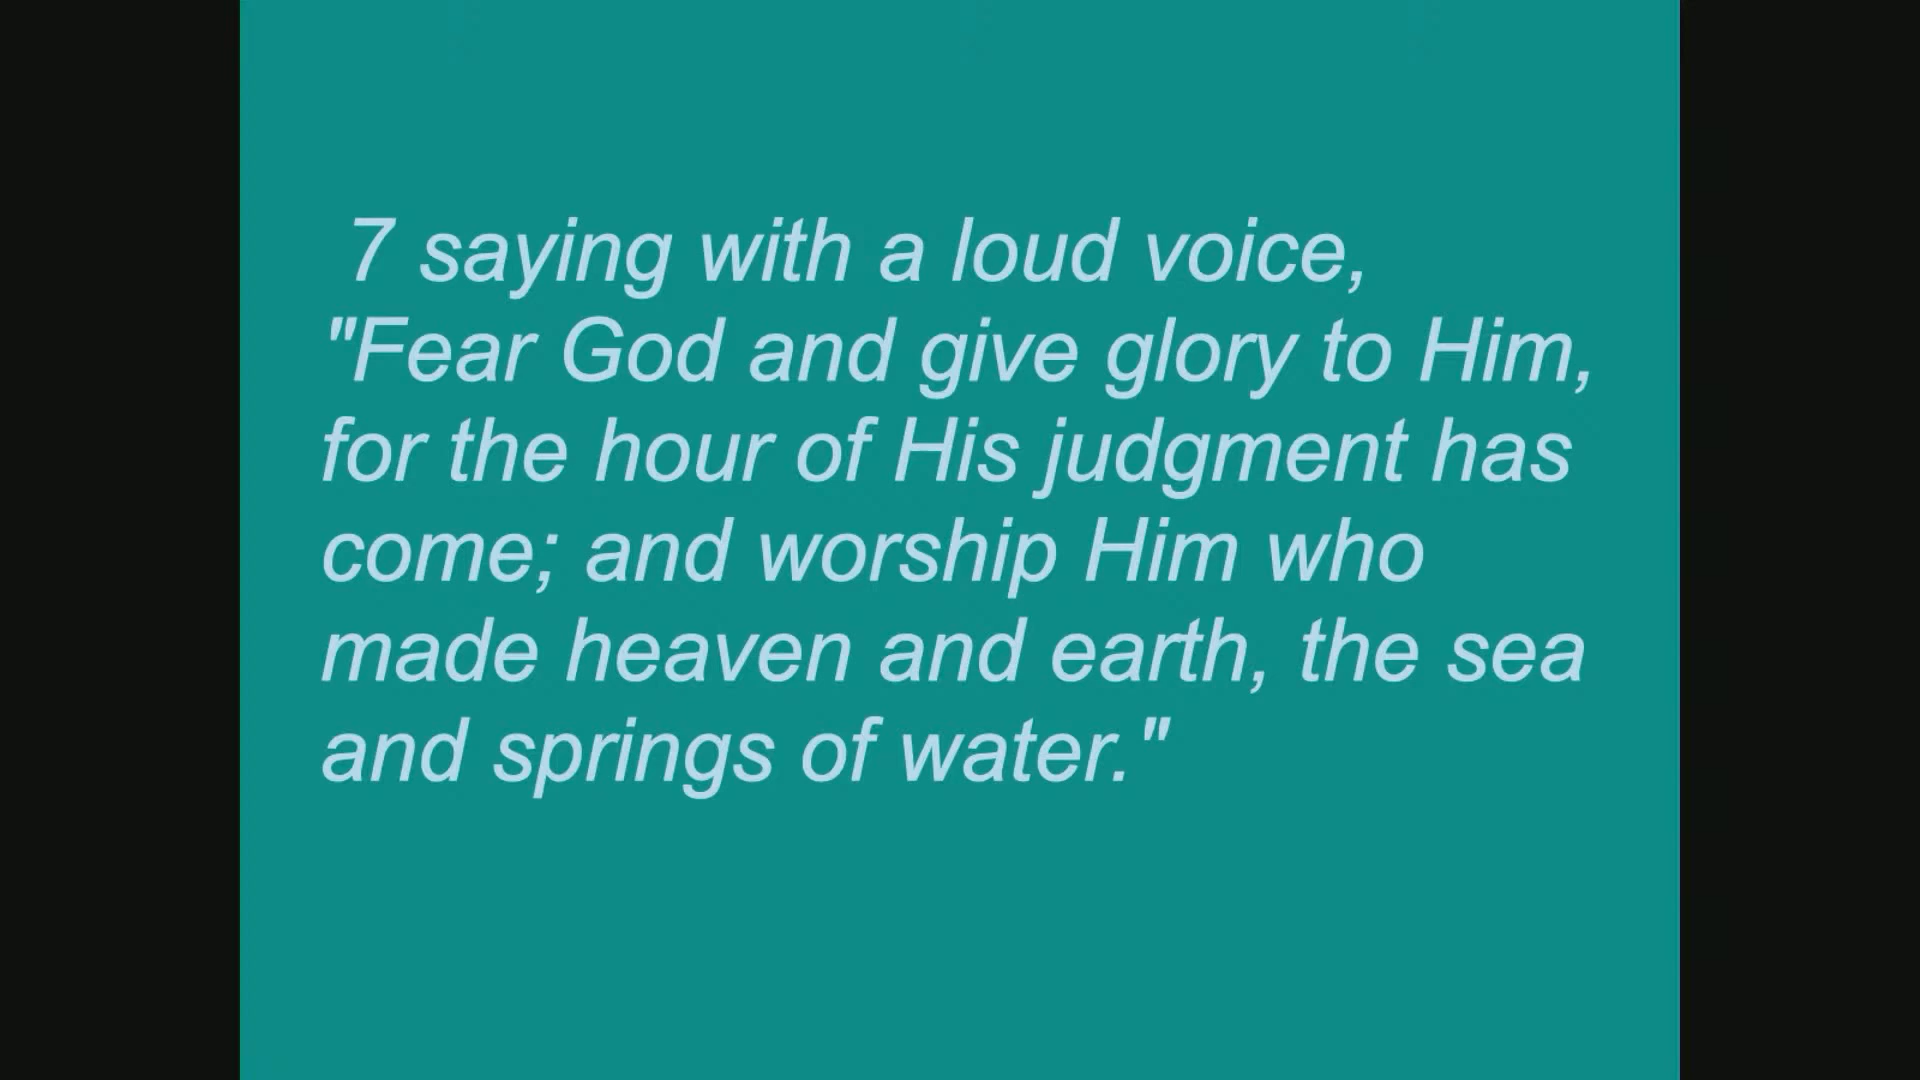 7 saying with a loud voice,
"Fear God and give glory to Him,
for the hour of His judgment has
come; and worship Him who
made heaven and earth, the sea
and springs of water."